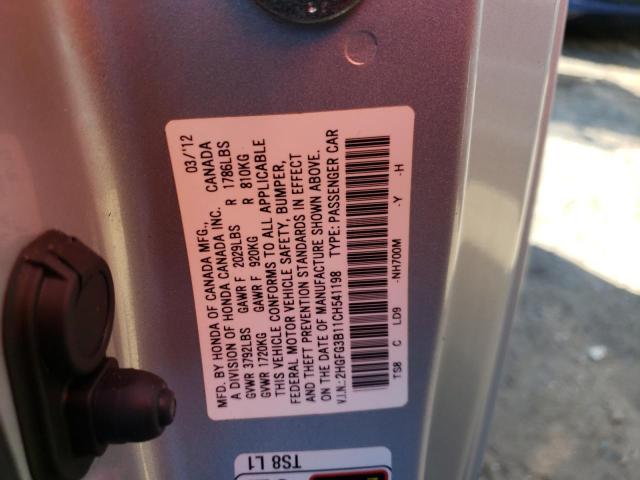 MFD. BY HONDA OF CANADA MFG., 03/'12
A DIVISION OF HONDA CANADA INC. CANADA
GVWR 3792LBS GAWR F 2029LBS R 1786LBS
GVWR 1720KG GAWR F 920KG R 810KG
THIS VEHICLE CONFORMS TO ALL APPLICABLE
FEDERAL MOTOR VEHICLE SAFETY, BUMPER,
AND THEFT PREVENTION STANDARDS IN EFFECT
ON THE DATE OF MANUFACTURE SHOWN ABOVE.
V.I.N.: 2HGFG3B11CH541198 TYPE: PASSENGER CAR
TS8 C LD9 -NH700M -Y -H
TS8 L1